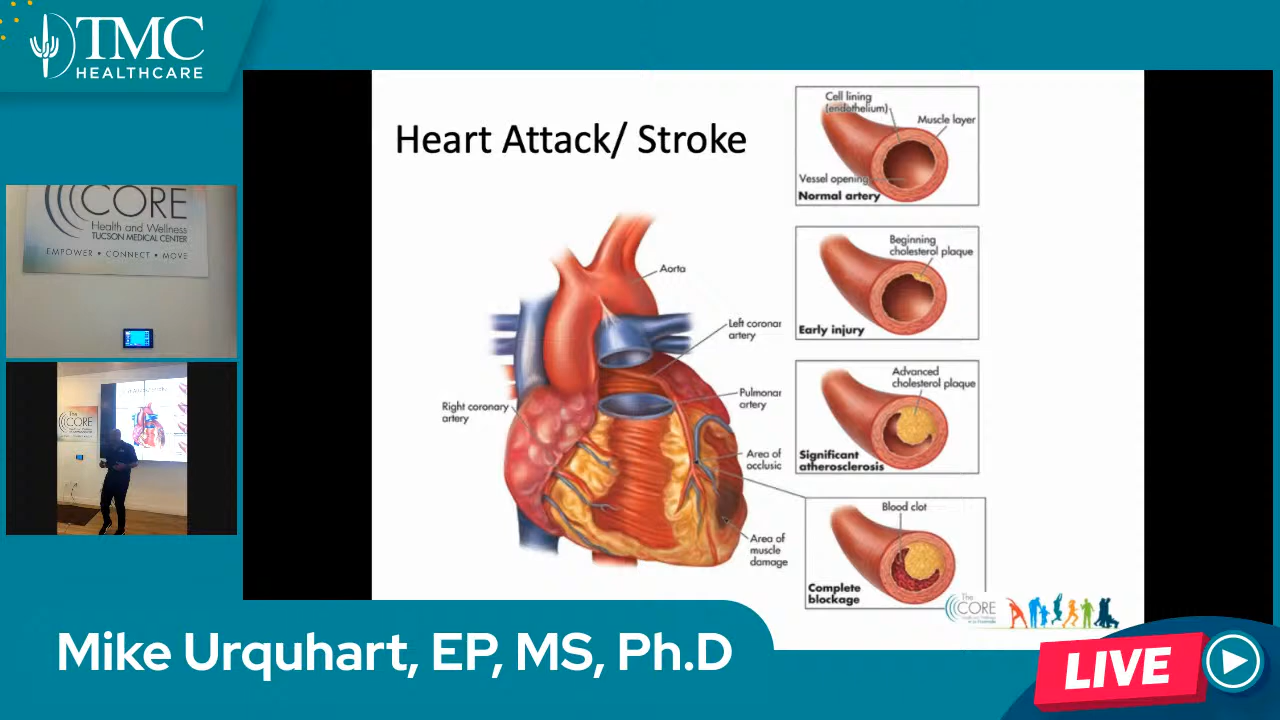 TMC
HEALTHCARE
CORE
Health and Wellness
TUCSON MEDICAL CENTER
EMPOWER • CONNECT • MOVE
The
CORE
Heart Attack/ Stroke
Aorta
Left coronar
artery
Pulmonar
artery
Right coronary
artery
Area of
occlusic
Area of
muscle
damage
Cell lining
(endothelium)
Muscle layer
Vessel opening
Normal artery
Beginning
cholesterol plaque
Early injury
Advanced
cholesterol plaque
Significant
atherosclerosis
Blood clot
Complete
blockage
The
CORE
Mike Urquhart, EP, MS, Ph.D
LIVE